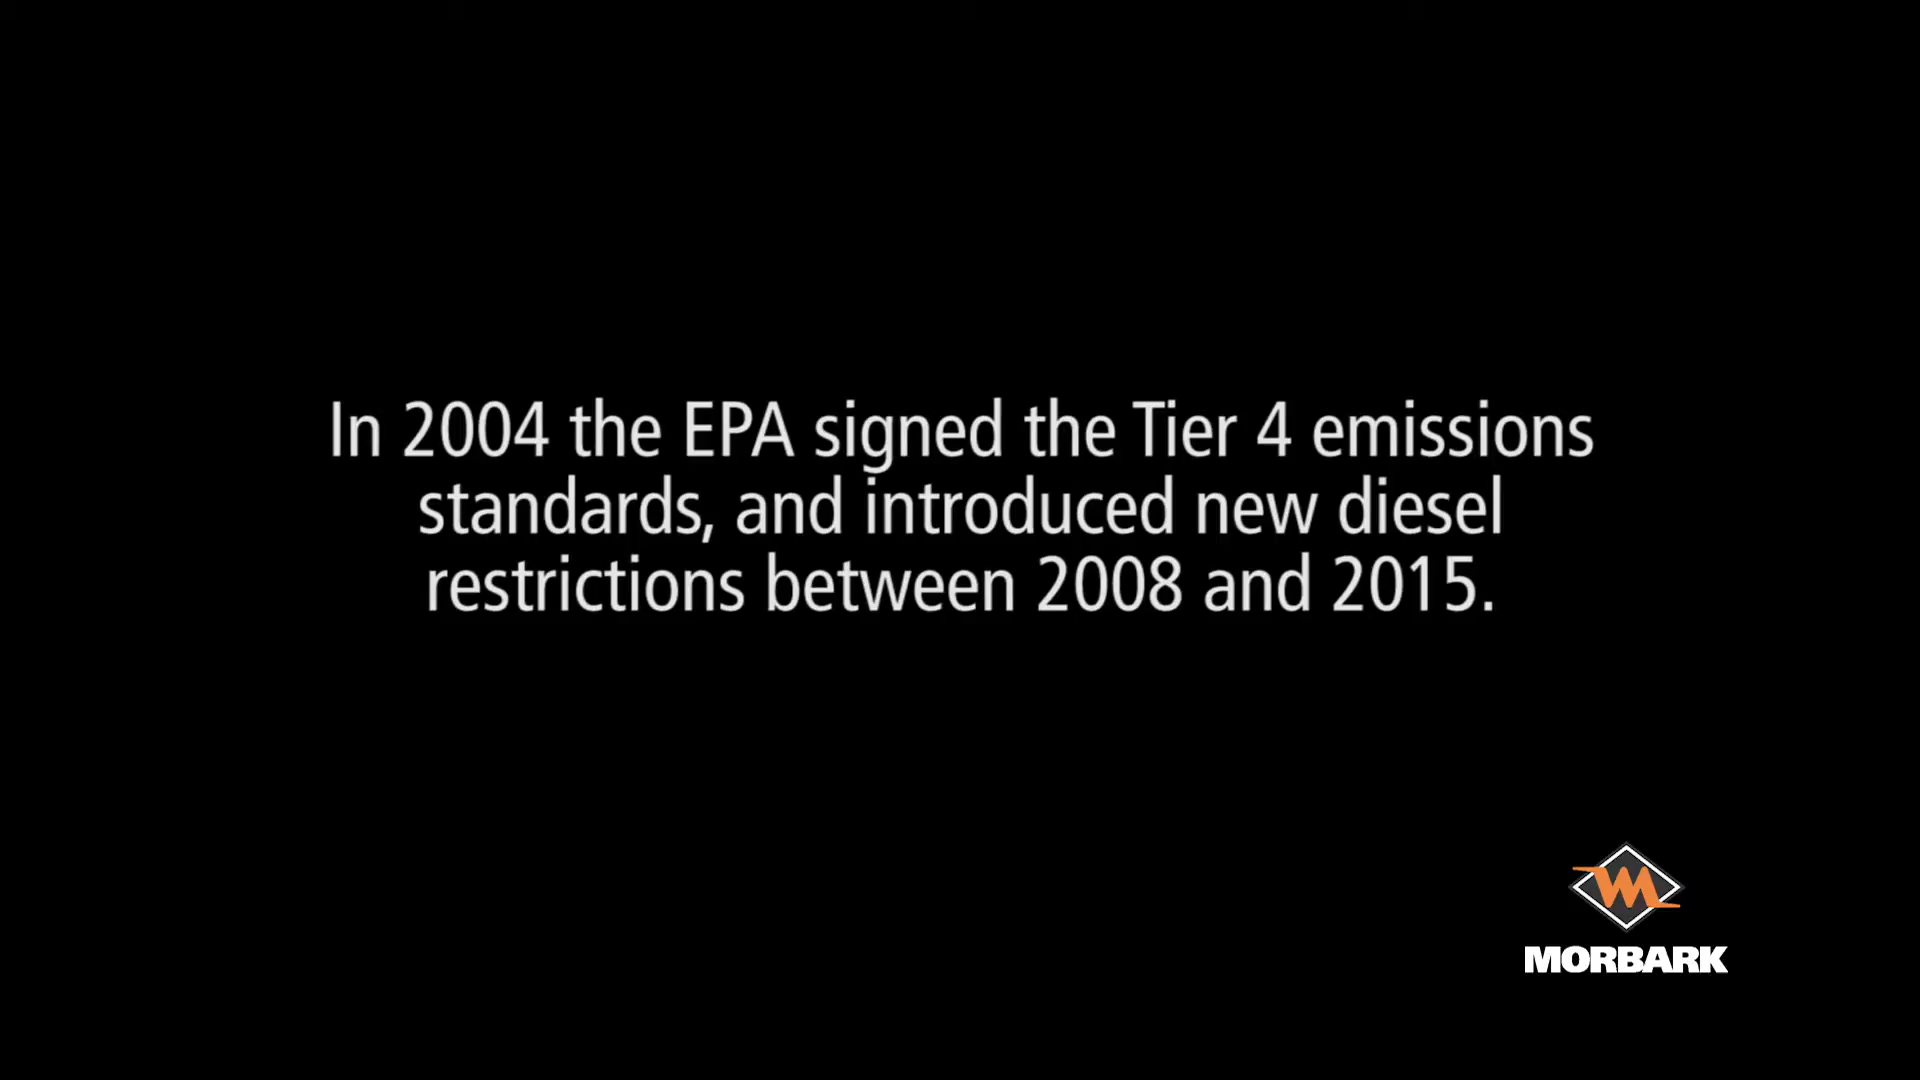 In 2004 the EPA signed the Tier 4 emissions
standards, and introduced new diesel
restrictions between 2008 and 2015.
MORBARK